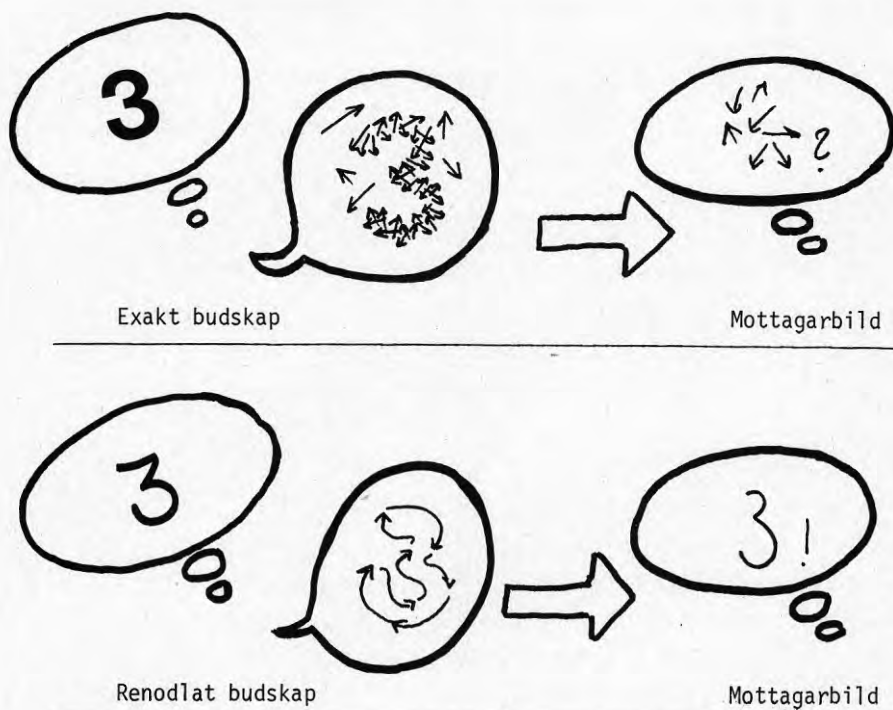 3
?
Exakt budskap
Mottagarbild
3
3 !
Renodlat budskap
Mottagarbild